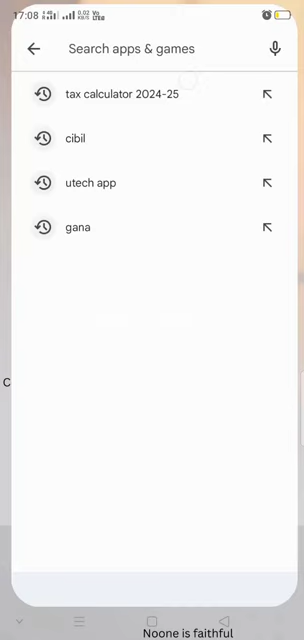 17:08
Search apps & games
tax calculator 2024-25
cibil
utech app
gana
C
Noone is faithful